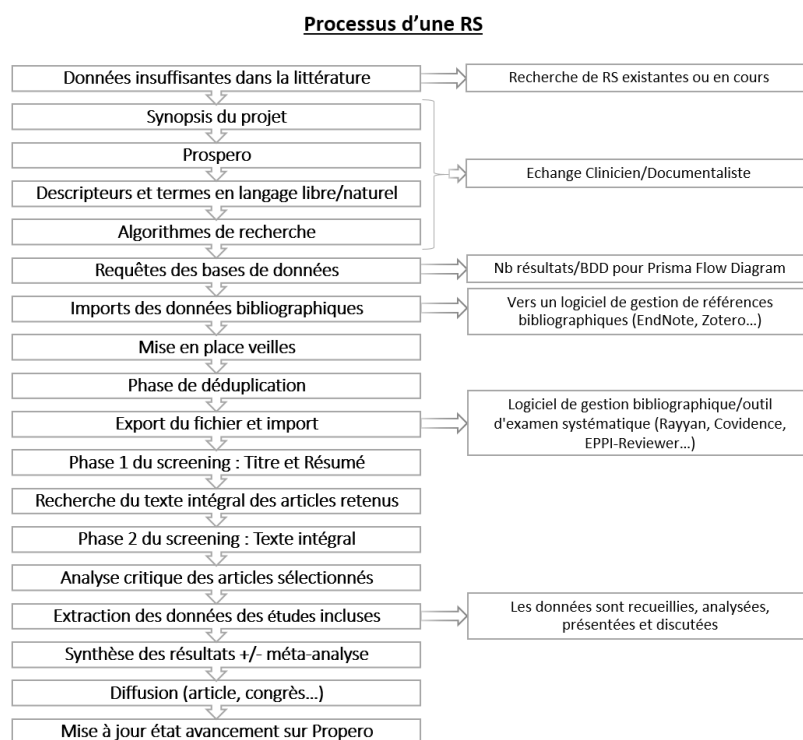 Processus d'une RS
Données insuffisantes dans la littérature
Recherche de RS existantes ou en cours
Synopsis du projet
Prospero
Descripteurs et termes en langage libre/naturel
Algorithmes de recherche
Echange Clinicien/Documentaliste
Requêtes des bases de données
Nb résultats/BDD pour Prisma Flow Diagram
Imports des données bibliographiques
Vers un logiciel de gestion de références
bibliographiques (EndNote, Zotero...)
Mise en place veilles
Phase de déduplication
Export du fichier et import
Logiciel de gestion bibliographique/outil
d'examen systématique (Rayyan, Covidence,
EPPI-Reviewer...)
Phase 1 du screening : Titre et Résumé
Recherche du texte intégral des articles retenus
Phase 2 du screening : Texte intégral
Analyse critique des articles sélectionnés
Extraction des données des études incluses
Les données sont recueillies, analysées,
présentées et discutées
Synthèse des résultats +/- méta-analyse
Diffusion (article, congrès...)
Mise à jour état avancement sur Propero